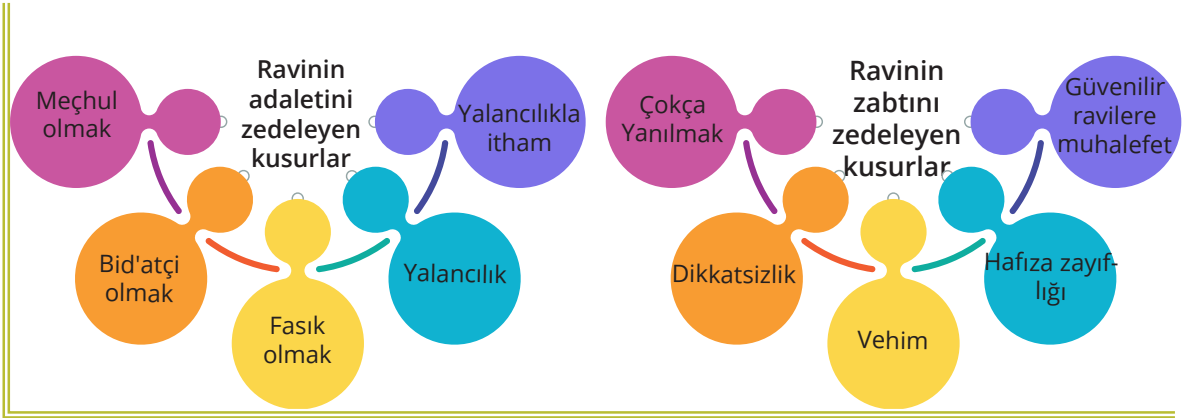 Ravinin
adaletini
zedeleyen
kusurlar
Meçhul
olmak
Bid'atçi
olmak
Fasık
olmak
Yalancılık
Yalancılıkla
itham
Ravinin
zabtını
zedeleyen
kusurlar
Çokça
Yanılmak
Dikkatsizlik
Vehim
Hafıza zayıf-
lığı
Güvenilir
ravilere
muhalefet